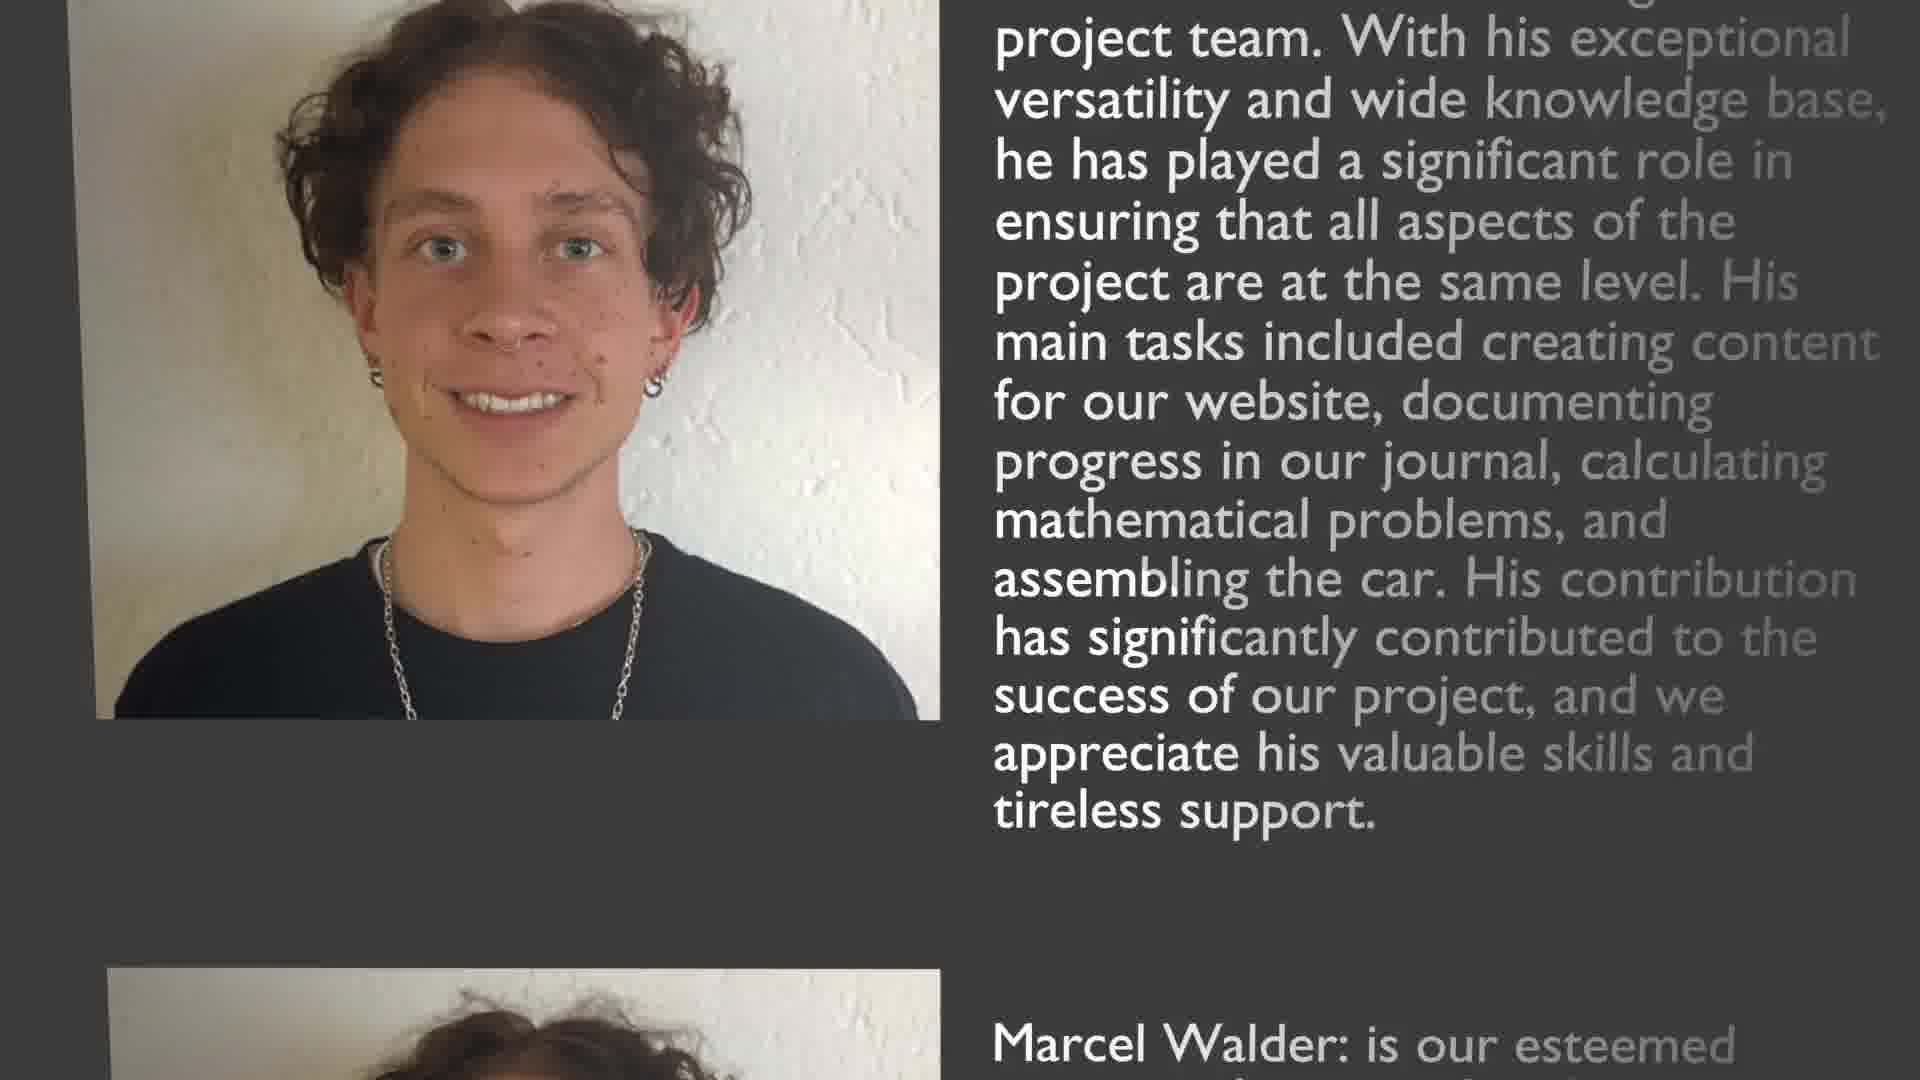 project team. With his exceptional
versatility and wide knowledge base,
he has played a significant role in
ensuring that all aspects of the
project are at the same level. His
main tasks included creating content
for our website, documenting
progress in our journal, calculating
mathematical problems, and
assembling the car. His contribution
has significantly contributed to the
success of our project, and we
appreciate his valuable skills and
tireless support.
Marcel Walder: is our esteemed